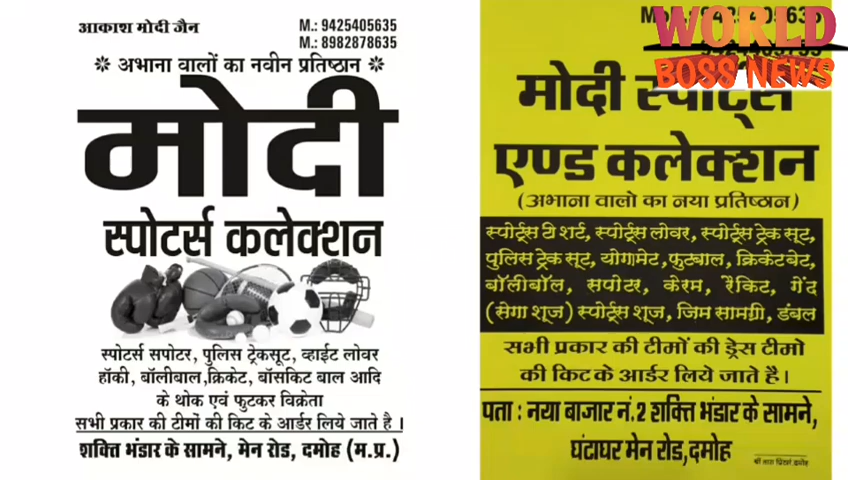 आकाश मोदी जैन
M.: 9425405635
M.: 8982878635
अभाना वालों का नवीन प्रतिष्ठान
मोदी
स्पोटर्स कलेक्शन
स्पोटर्स सपोटर, पुलिस ट्रेकसूट, व्हाईट लोवर
हॉकी, बॉलीबाल,क्रिकेट, बॉसकिट बाल आदि
के थोक एवं फुटकर विक्रेता
सभी प्रकार की टीमों की किट के आर्डर लिये जाते है।
शक्ति भंडार के सामने, मेन रोड, दमोह (म.प्र.)
WORLD
BOSS NEWS
मोदी स्पोर्ट्स
एण्ड कलेक्शन
(अभाना वालो का नया प्रतिष्ठान)
स्पोर्ट्स टी शर्ट, स्पोर्ट्स लोवर, स्पोर्ट्स ट्रेक सूट,
पुलिस ट्रेक सूट, योगामेट, फुटबाल, क्रिकेटबेट,
बॉलीबॉल, सपोटर, केरम, रैकिट, गेंद
(सेगा शूज) स्पोर्ट्स शूज, जिम सामग्री, डंबल
सभी प्रकार की टीमों की ड्रेस टीमो
की किट के आर्डर लिये जाते है।
पता : नया बाजार नं.2 शक्ति भंडार के सामने,
घंटाघर मेन रोड,दमोह